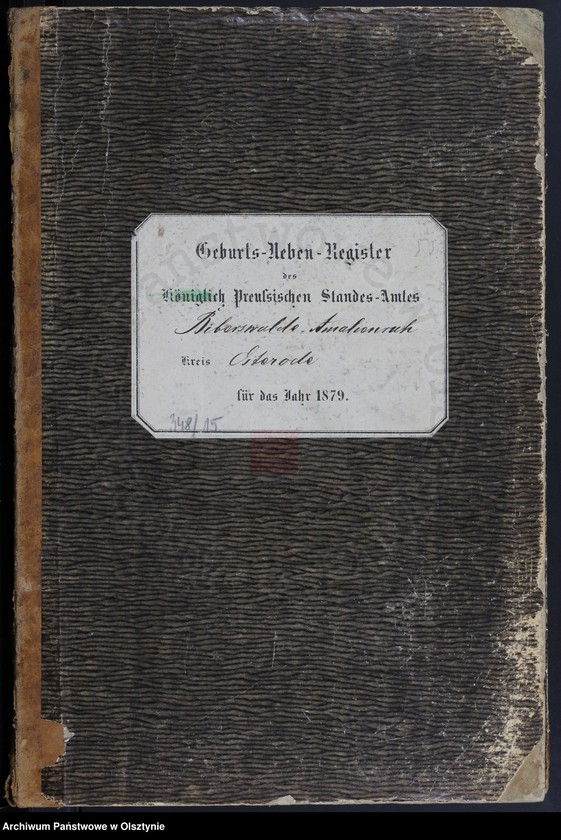 Geburts-Neben-Register
des
Königlich Preußischen Standes-Amtes
Biberswalde-Amalienruh
Kreis Osterode
für das Jahr 1879.
348/15.
Archiwum Państwowe w Olsztynie